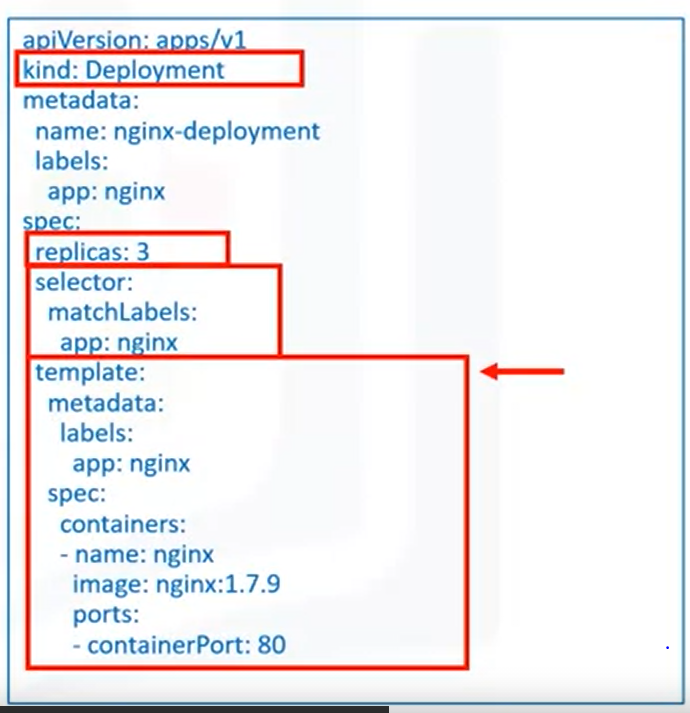 apiVersion: apps/v1
kind: Deployment
metadata:
  name: nginx-deployment
  labels:
    app: nginx
spec:
  replicas: 3
  selector:
    matchLabels:
      app: nginx
  template:
    metadata:
      labels:
        app: nginx
    spec:
      containers:
      - name: nginx
        image: nginx:1.7.9
        ports:
        - containerPort: 80